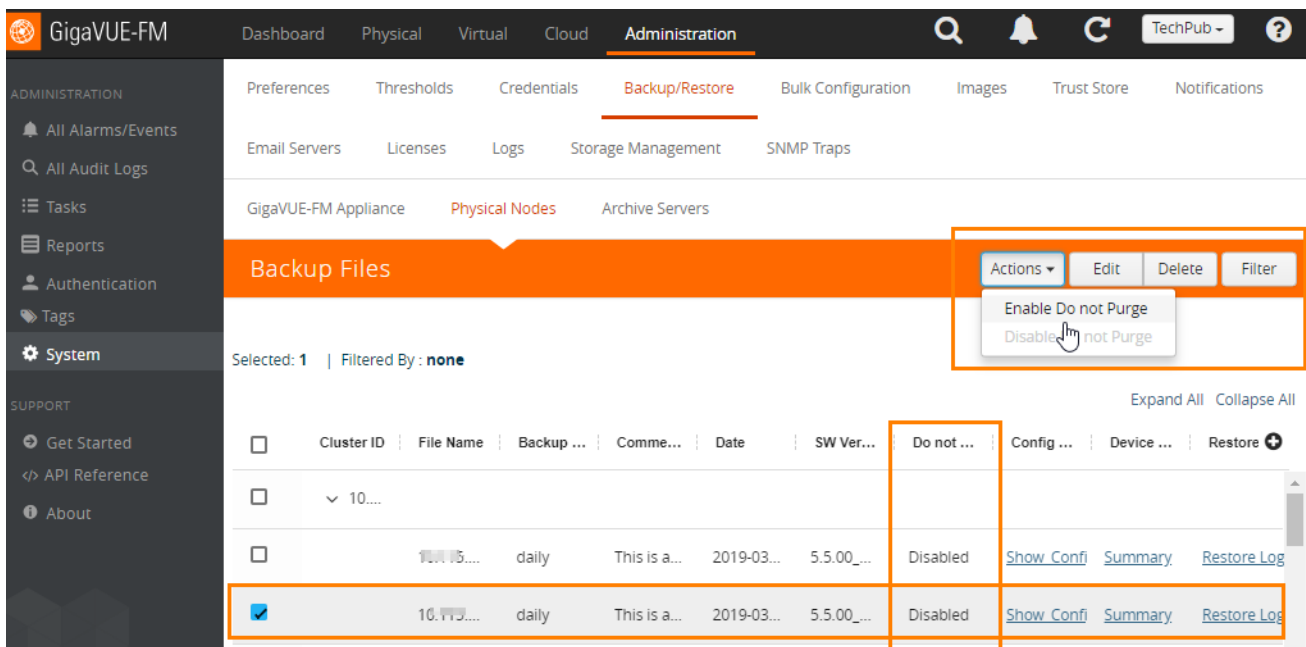 GigaVUE-FM Dashboard Physical Virtual Cloud Administration TechPub
ADMINISTRATION
All Alarms/Events
All Audit Logs
Tasks
Reports
Authentication
Tags
System
SUPPORT
Get Started
</> API Reference
About
Preferences Thresholds Credentials Backup/Restore Bulk Configuration Images Trust Store Notifications
Email Servers Licenses Logs Storage Management SNMP Traps
GigaVUE-FM Appliance Physical Nodes Archive Servers
Backup Files Actions Edit Delete Filter
Enable Do not Purge
Disable not Purge
Selected: 1 | Filtered By : none
Expand All Collapse All
Cluster ID File Name Backup ... Comme... Date SW Ver... Do not ... Config ... Device ... Restore
10....
daily This is a... 2019-03... 5.5.00_... Disabled Show Confi Summary Restore Log
daily This is a... 2019-03... 5.5.00_... Disabled Show Confi Summary Restore Log